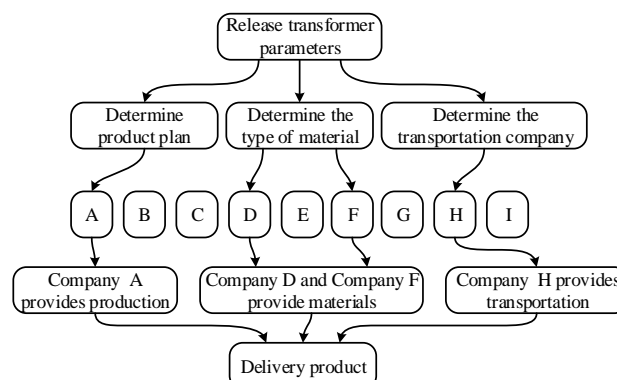 Release transformer
parameters
Determine
product plan
Determine the
type of material
Determine the
transportation company
A
B
C
D
E
F
G
H
I
Company A
provides production
Company D and Company F
provide materials
Company H provides
transportation
Delivery product